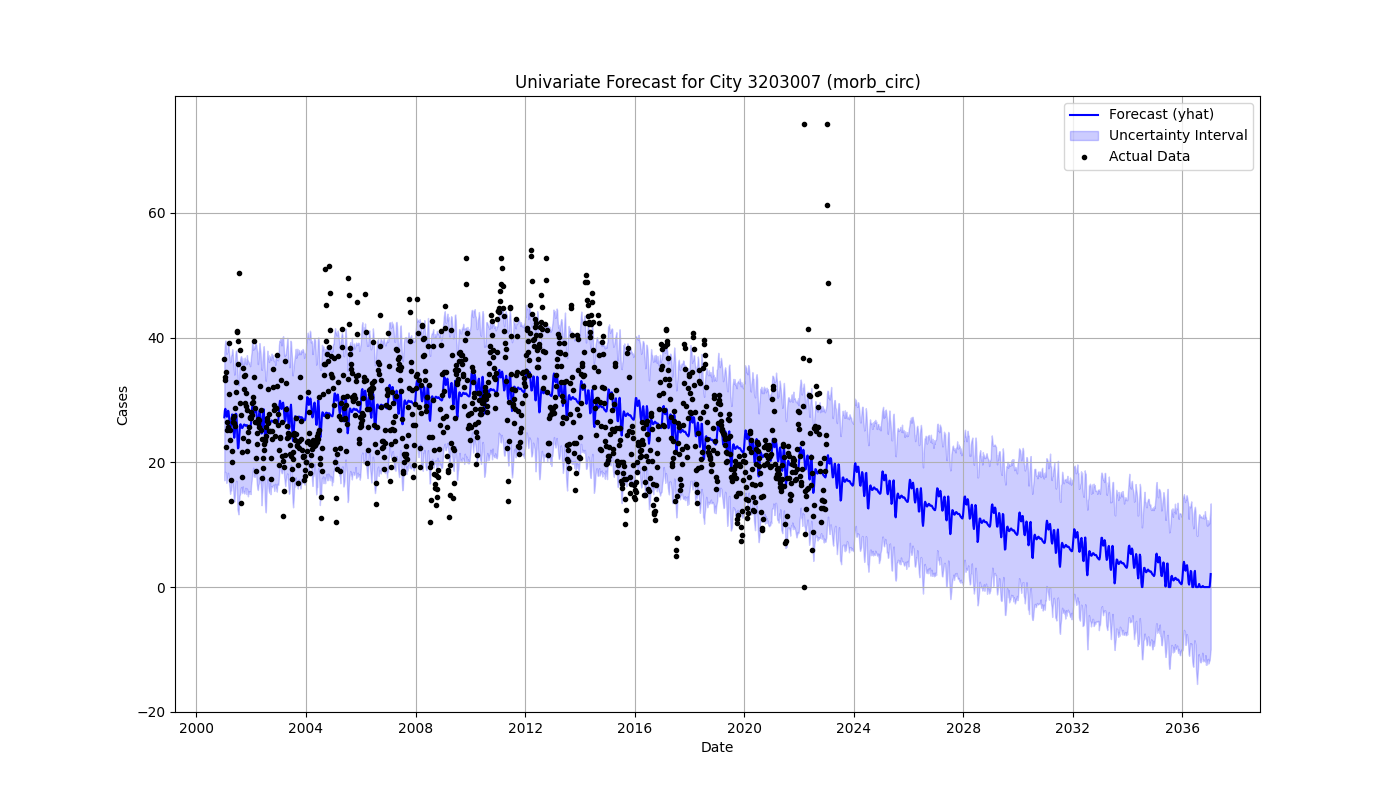 Univariate Forecast for City 3203007 (morb_circ)
Forecast (yhat)
Uncertainty Interval
Actual Data
Cases
60
40
20
0
−20
2000 2004 2008 2012 2016 2020 2024 2028 2032 2036
Date